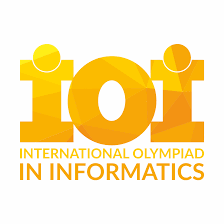 ioi
INTERNATIONAL OLYMPIAD
IN INFORMATICS